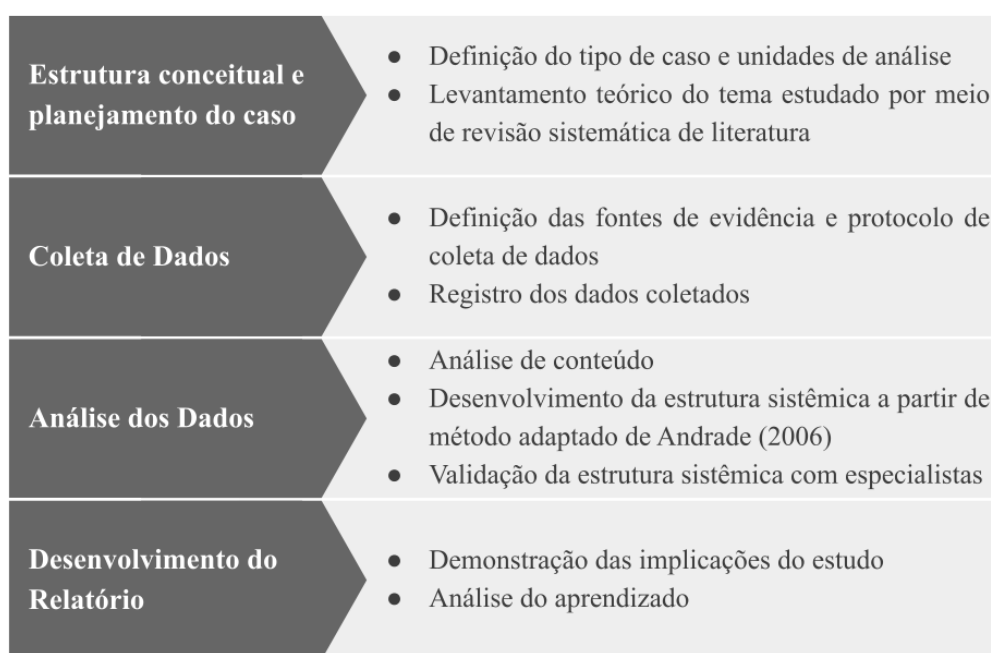 Estrutura conceitual e
planejamento do caso
● Definição do tipo de caso e unidades de análise
● Levantamento teórico do tema estudado por meio
de revisão sistemática de literatura
Coleta de Dados
● Definição das fontes de evidência e protocolo de
coleta de dados
● Registro dos dados coletados
Análise dos Dados
● Análise de conteúdo
● Desenvolvimento da estrutura sistêmica a partir de
método adaptado de Andrade (2006)
● Validação da estrutura sistêmica com especialistas
Desenvolvimento do
Relatório
● Demonstração das implicações do estudo
● Análise do aprendizado